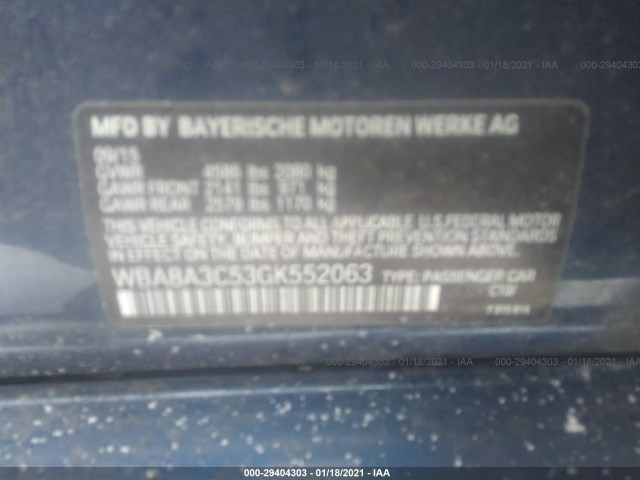 000-29404303 | 01/18/2021 | IAA
MFD BY BAYERISCHE MOTOREN WERKE AG
09/15
GVWR lbs kg
GAWR FRONT 2141 lbs 971 kg
GAWR REAR lbs 1170 kg
THIS VEHICLE CONFORMS TO ALL APPLICABLE U.S. FEDERAL MOTOR
VEHICLE SAFETY, BUMPER, AND THEFT PREVENTION STANDARDS
IN EFFECT ON THE DATE OF MANUFACTURE SHOWN ABOVE.
WBA8A3C53GK552063 TYPE: PASSENGER CAR
000-29404303 | 01/18/2021 | IAA
000-29404303 | 01/18/2021 | IAA